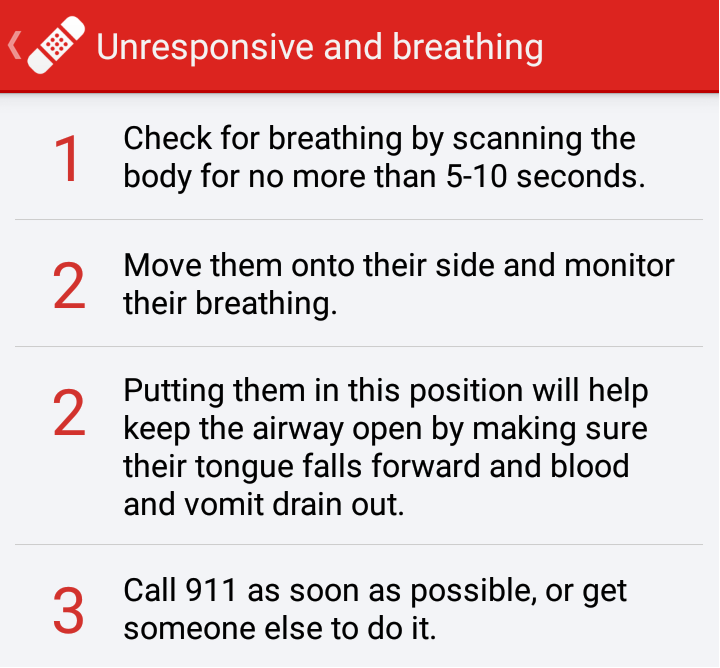 Unresponsive and breathing
1
Check for breathing by scanning the
body for no more than 5-10 seconds.
2
Move them onto their side and monitor
their breathing.
2
Putting them in this position will help
keep the airway open by making sure
their tongue falls forward and blood
and vomit drain out.
3
Call 911 as soon as possible, or get
someone else to do it.